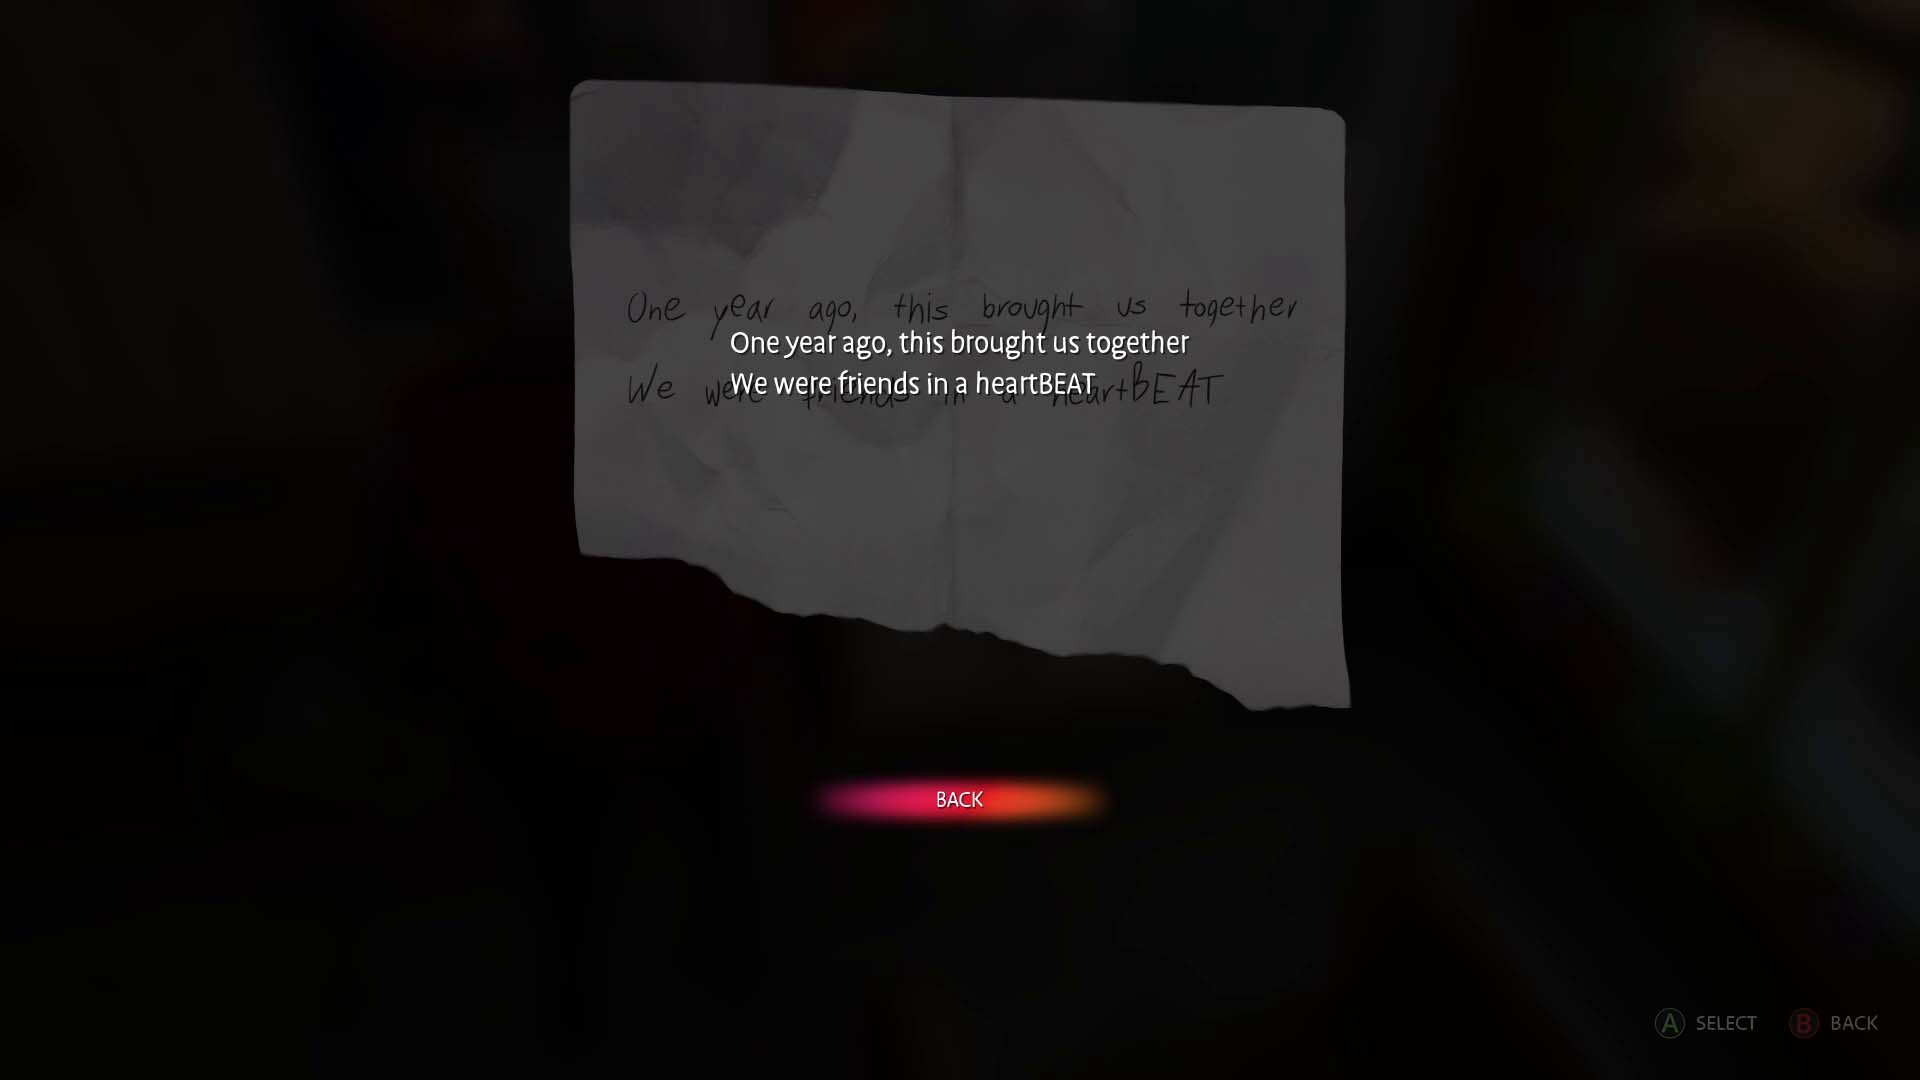 One year ago, this brought us together
One year ago, this brought us together
We were friends in a heartBEAT
We were friends in a heartBEAT
BACK
A SELECT B BACK